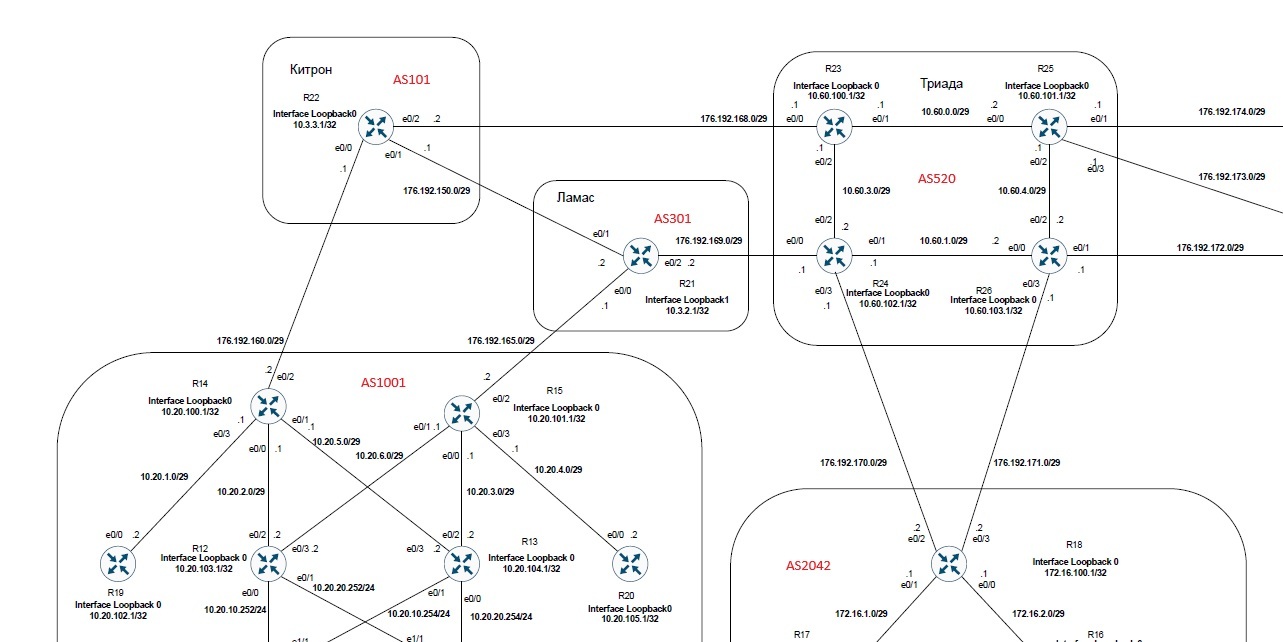 Китрон
AS101
R22
Interface Loopback0
10.3.3.1/32
e0/2 .2
e0/0
.1
e0/1
.1
176.192.150.0/29
176.192.168.0/29
Триада
R23
Interface Loopback 0
10.60.100.1/32
.1
e0/0
.1
e0/1
10.60.0.0/29
R25
Interface Loopback0
10.60.101.1/32
.2
e0/0
.1
e0/1
176.192.174.0/29
.1
e0/2
.1
e0/2
.1
e0/3
176.192.173.0/29
AS520
10.60.3.0/29
10.60.4.0/29
Ламас
AS301
e0/1
.2
176.192.169.0/29
e0/2 .2
e0/0
.1
R21
Interface Loopback1
10.3.2.1/32
e0/2
.2
e0/0
.1
e0/1
.1
10.60.1.0/29
e0/2 .2
.2 e0/0
e0/1
.1
176.192.172.0/29
e0/3
.1
R24
Interface Loopback0
10.60.102.1/32
R26
Interface Loopback 0
10.60.103.1/32
e0/3
.1
176.192.160.0/29
176.192.165.0/29
AS1001
R14
Interface Loopback0
10.20.100.1/32
.2
e0/2
.1
e0/3
e0/1
.1
e0/0 .1
R15
Interface Loopback 0
10.20.101.1/32
.2
e0/2
e0/1 .1
e0/3
.1
e0/0 .1
10.20.5.0/29
10.20.6.0/29
10.20.1.0/29
10.20.2.0/29
10.20.3.0/29
10.20.4.0/29
176.192.170.0/29
176.192.171.0/29
e0/0 .2
R19
Interface Loopback 0
10.20.102.1/32
R12
Interface Loopback 0
10.20.103.1/32
e0/2 .2
e0/3 .2
e0/1
e0/0
10.20.20.252/24
10.20.10.252/24
e0/3 .2
e0/2 .2
R13
Interface Loopback 0
10.20.104.1/32
e0/1
e0/0
10.20.10.254/24
10.20.20.254/24
e0/0 .2
R20
Interface Loopback0
10.20.105.1/32
e1/1
e1/1
AS2042
.2
e0/2
.2
e0/3
R18
Interface Loopback 0
172.16.100.1/32
.1
e0/1
.1
e0/0
172.16.1.0/29
172.16.2.0/29
R17
R16